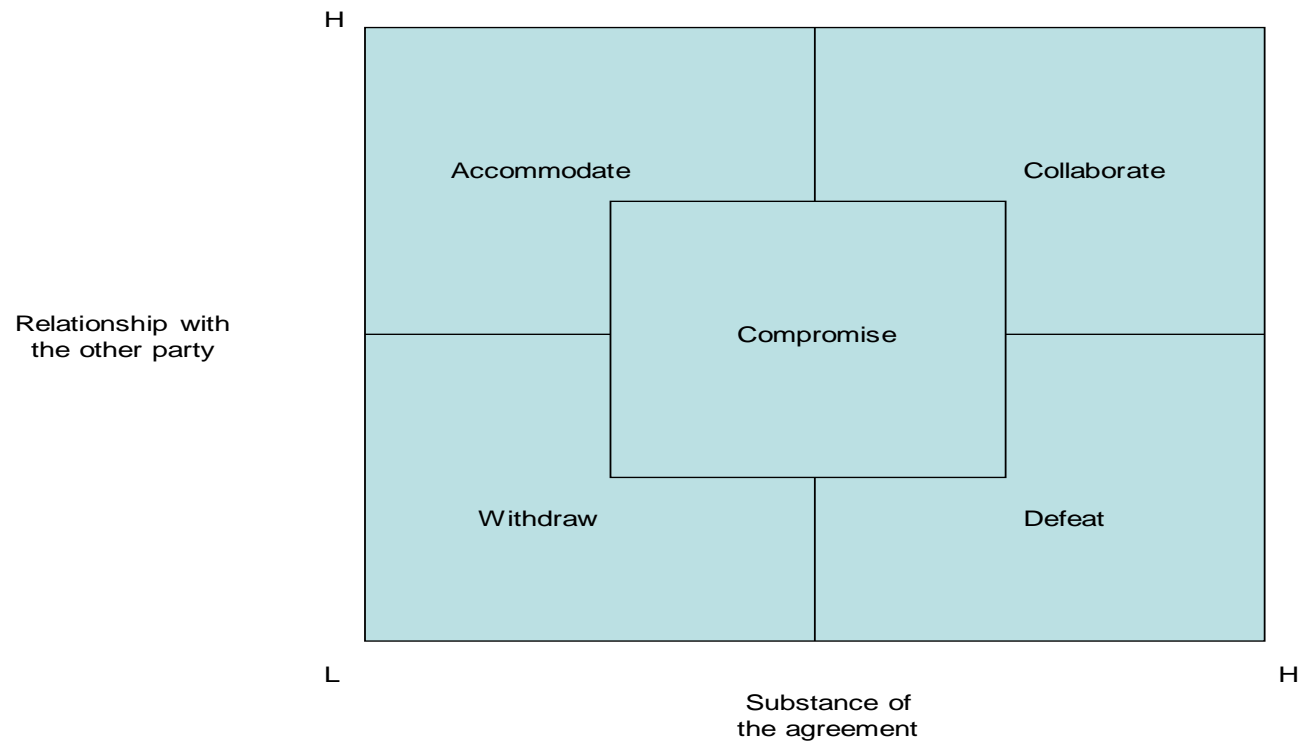 H
Accommodate
Collaborate
Relationship with
the other party
Compromise
Withdraw
Defeat
L
H
Substance of
the agreement